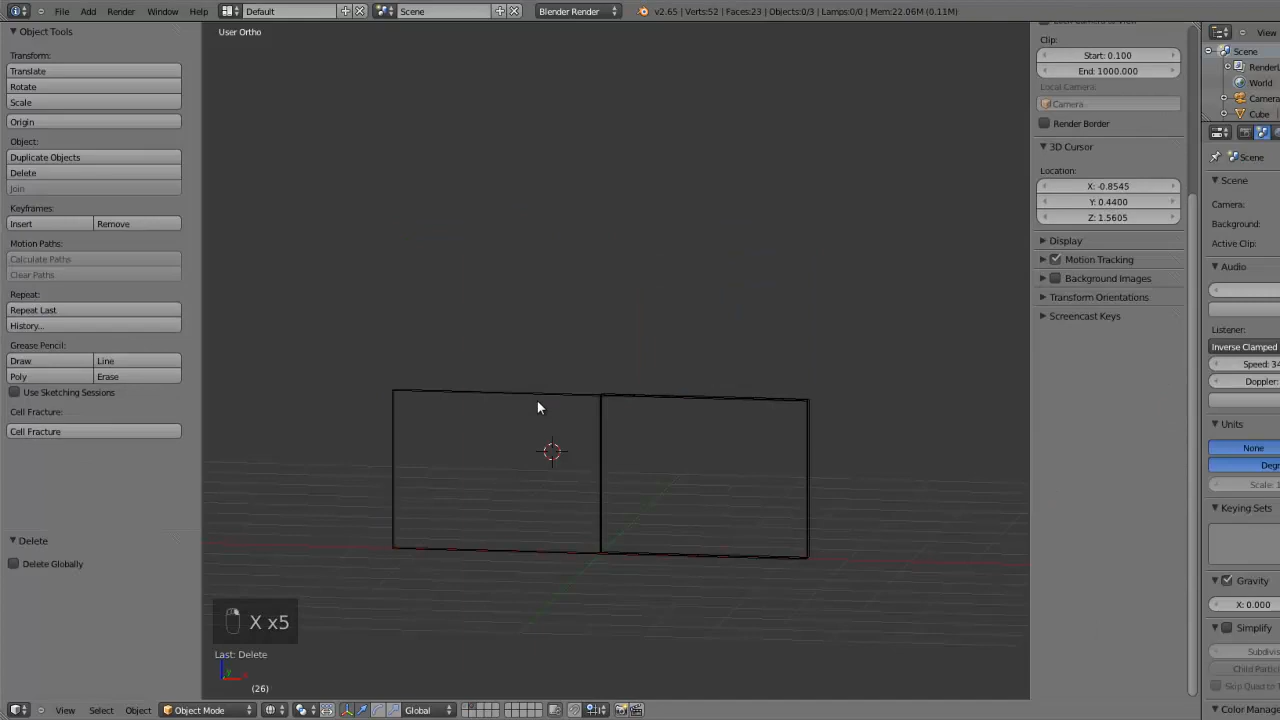 File Add Render Window Help Default Scene Blender Render v2.65 | Verts:52 | Faces:23 | Objects:0/3 | Lamps:0/0 | Mem:22.06M (0.11M)
Object Tools
Transform:
Translate
Rotate
Scale
Origin
Object:
Duplicate Objects
Delete
Join
Keyframes:
Insert Remove
Motion Paths:
Calculate Paths
Clear Paths
Repeat:
Repeat Last
History...
Grease Pencil:
Draw Line
Poly Erase
Use Sketching Sessions
Cell Fracture:
Cell Fracture
Delete
Delete Globally
User Ortho
X x5
Last: Delete
(26)
View Select Object Object Mode Global
Clip:
Start: 0.100
End: 1000.000
Local Camera:
Camera
Render Border
3D Cursor
Location:
X: -0.8545
Y: 0.4400
Z: 1.5605
Display
Motion Tracking
Background Images
Transform Orientations
Screencast Keys
View
Scene
RenderL
World
Camera
Cube
Scene
Scene
Camera:
Background:
Active Clip:
Audio
Listener:
Inverse Clamped
Speed: 34
Doppler:
Units
None
Degr
Scale: 1
Keying Sets
Gravity
X: 0.000
Simplify
Subdivis
Child Partic
Skip Quad to T
Color Manage